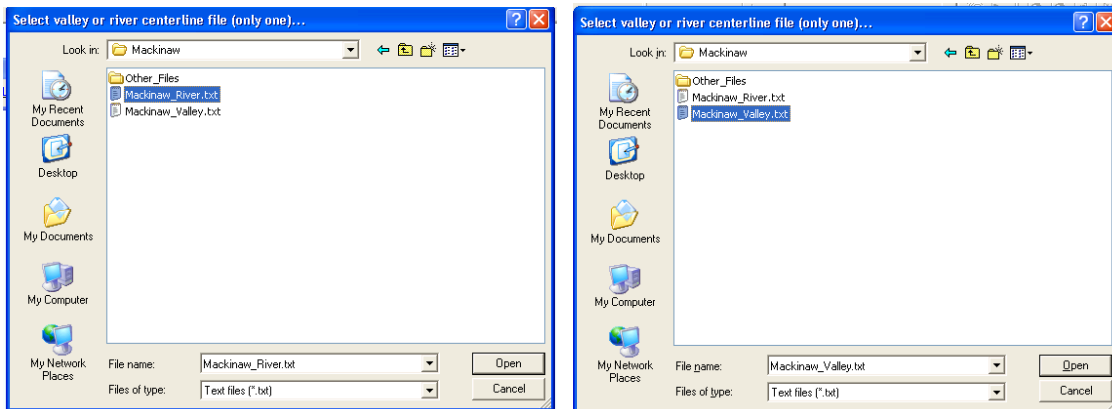 Select valley or river centerline file (only one)...
Look in: Mackinaw
Other_Files
Mackinaw_River.txt
Mackinaw_Valley.txt
My Recent
Documents
Desktop
My Documents
My Computer
My Network
Places
File name: Mackinaw_River.txt Open
Files of type: Text files (*.txt) Cancel
Select valley or river centerline file (only one)...
Look in: Mackinaw
Other_Files
Mackinaw_River.txt
Mackinaw_Valley.txt
My Recent
Documents
Desktop
My Documents
My Computer
My Network
Places
File name: Mackinaw_Valley.txt Open
Files of type: Text files (*.txt) Cancel